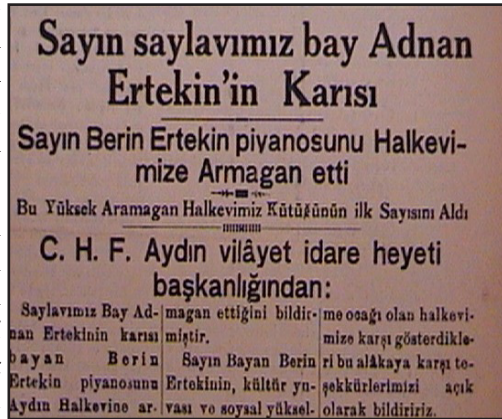 Sayın saylavımız bay Adnan
Ertekin'in Karısı
Sayın Berin Ertekin piyanosunu Halkevi-
mize Armagan etti
Bu Yüksek Aramagan Halkevimiz Kütüğünün ilk Sayısını Aldı
C. H. F. Aydın vilâyet idare heyeti
başkanlığından:
Saylavımız Bay Ad-
nan Ertekinin karısı
bayan Berin
Ertekin piyanosunu
Aydın Halkevine ar-
magan ettiğini bildir-
miştir.
Sayın Bayan Berin
Ertekinin, kültür yu-
vası ve soysal yüksel-
me ocağı olan halkevi-
mize karşı gösterdikle-
ri bu alâkaya karşı te-
şekkürlerimizi açık
olarak bildiririz.